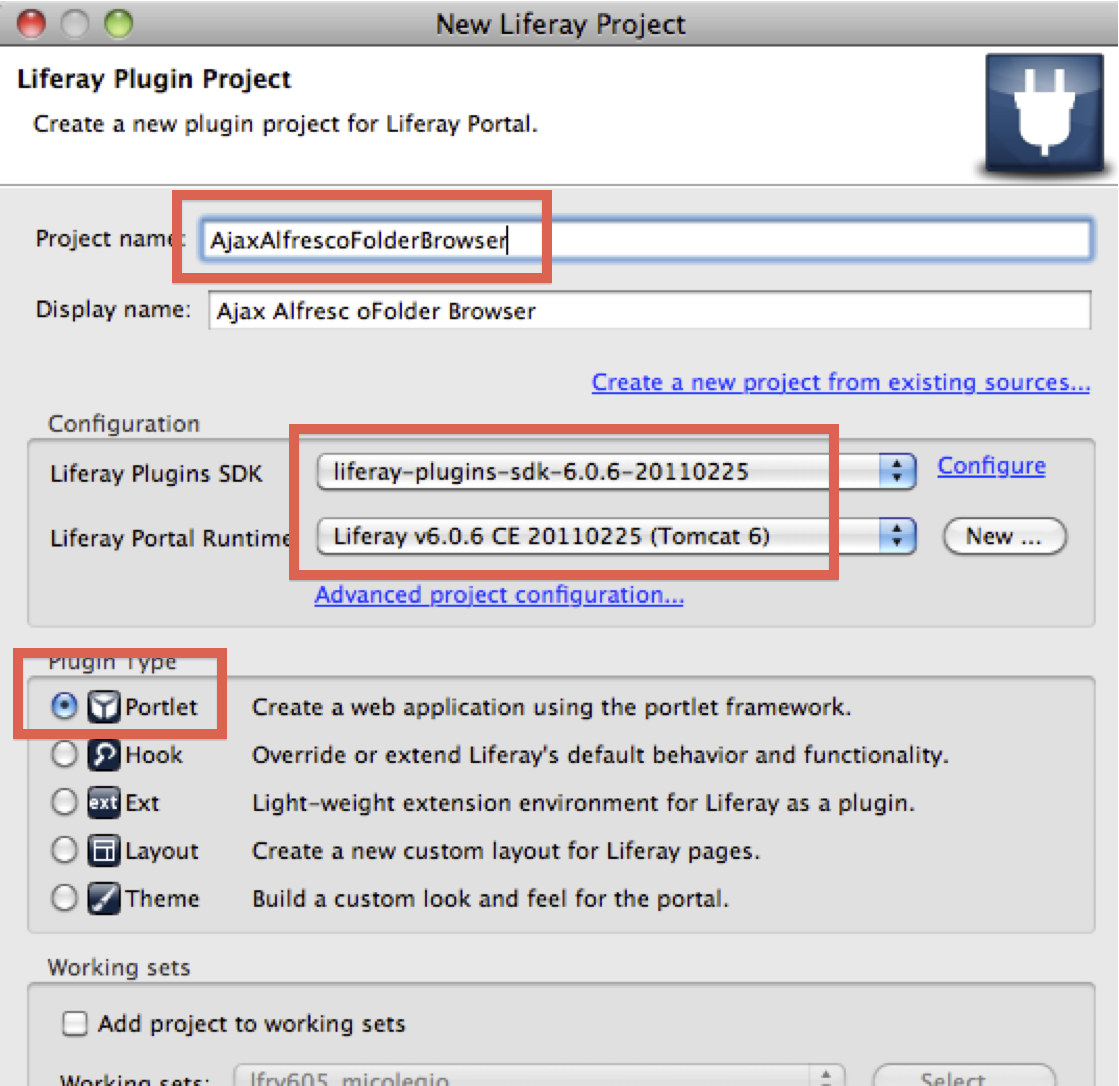 New Liferay Project
Liferay Plugin Project
Create a new plugin project for Liferay Portal.
Project name: AjaxAlfrescoFolderBrowser
Display name: Ajax Alfresc oFolder Browser
Create a new project from existing sources...
Configuration
Liferay Plugins SDK liferay-plugins-sdk-6.0.6-20110225 Configure
Liferay Portal Runtime Liferay v6.0.6 CE 20110225 (Tomcat 6) New ...
Advanced project configuration...
Plugin Type
Portlet Create a web application using the portlet framework.
Hook Override or extend Liferay's default behavior and functionality.
ext Ext Light-weight extension environment for Liferay as a plugin.
Layout Create a new custom layout for Liferay pages.
Theme Build a custom look and feel for the portal.
Working sets
Add project to working sets
Working sets: lfry605_micolegio Select...